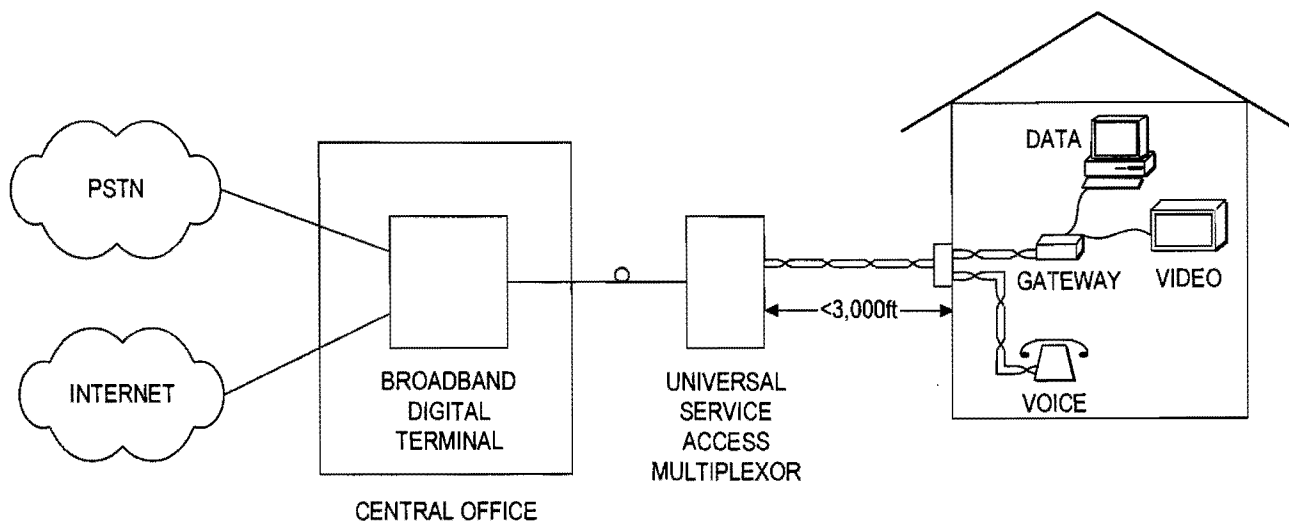 PSTN
INTERNET
BROADBAND
DIGITAL
TERMINAL
CENTRAL OFFICE
UNIVERSAL
SERVICE
ACCESS
MULTIPLEXOR
<3,000ft
DATA
GATEWAY
VIDEO
VOICE